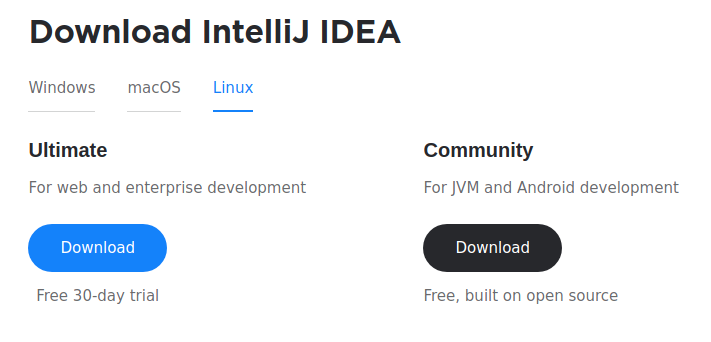 Download IntelliJ IDEA
Windows macOS Linux
Ultimate
For web and enterprise development
Download
Free 30-day trial
Community
For JVM and Android development
Download
Free, built on open source